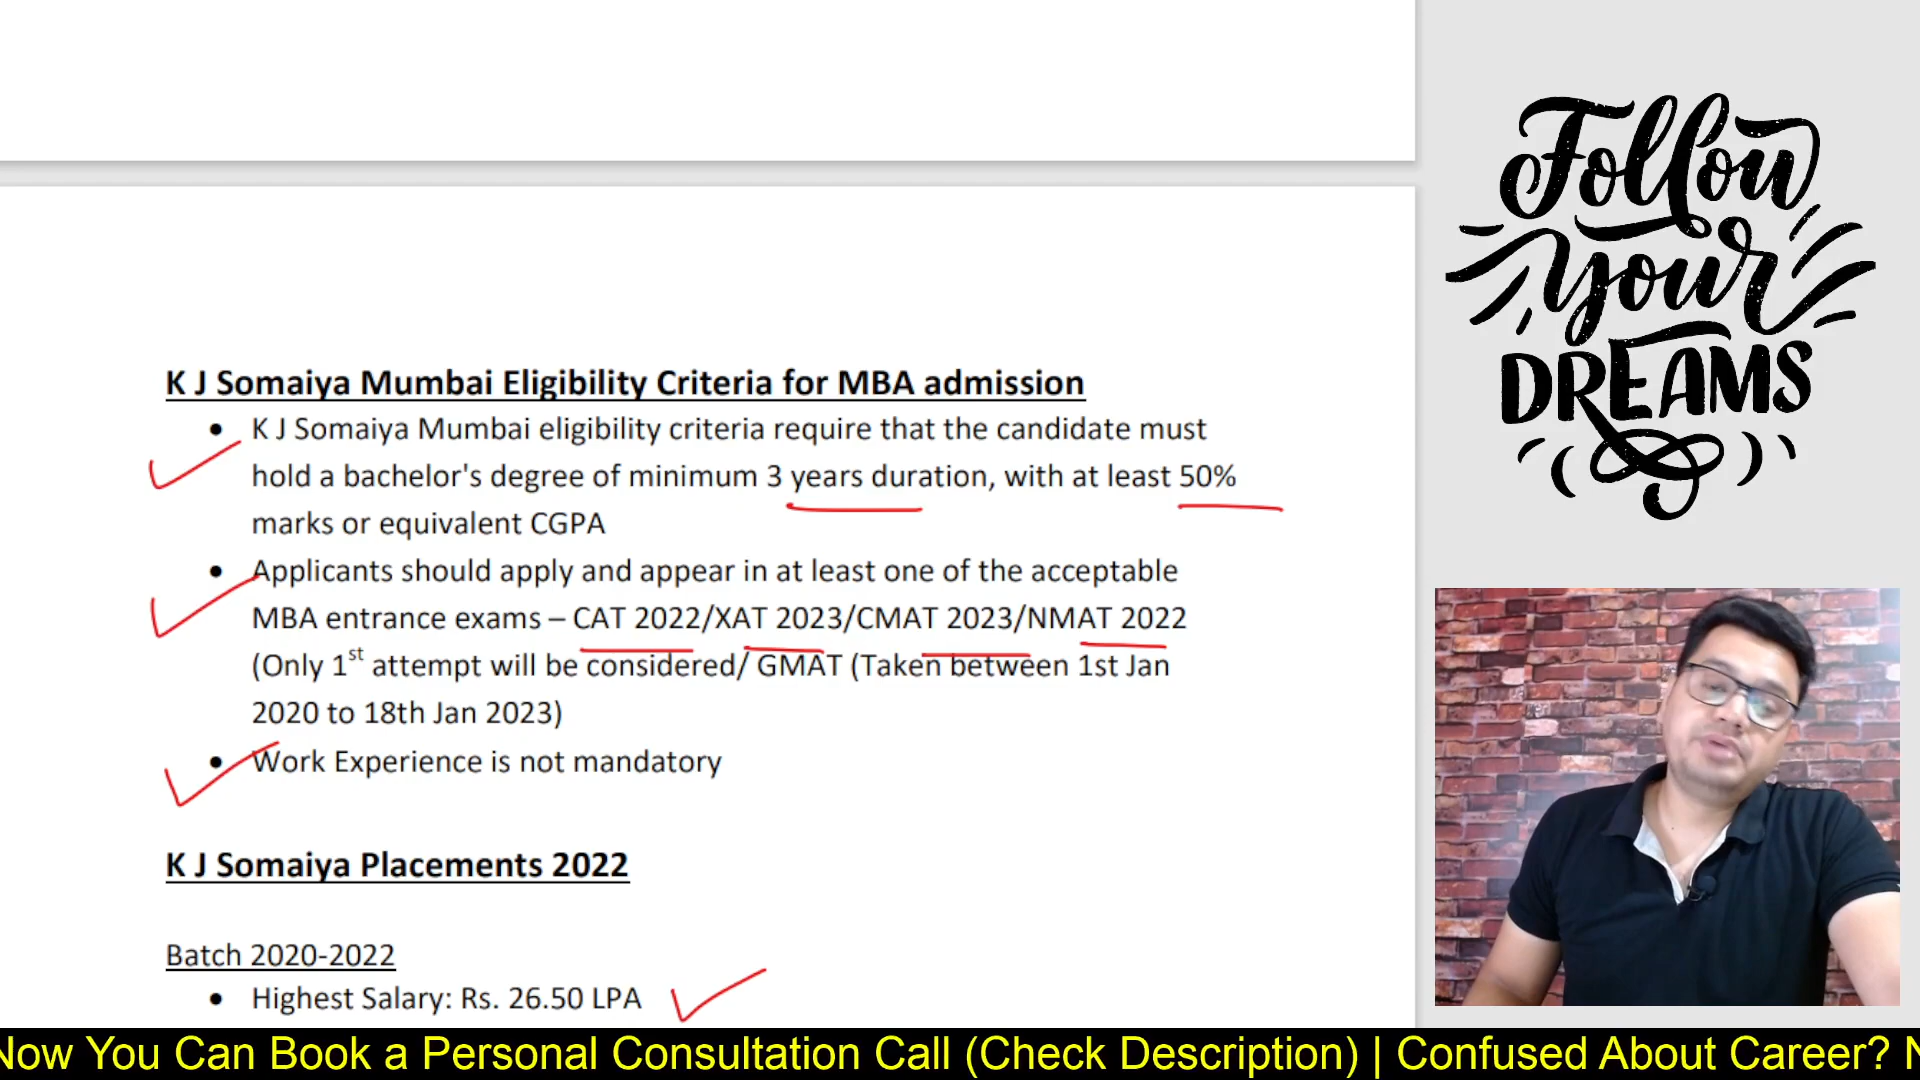 K J Somaiya Mumbai Eligibility Criteria for MBA admission
• K J Somaiya Mumbai eligibility criteria require that the candidate must
hold a bachelor's degree of minimum 3 years duration, with at least 50%
marks or equivalent CGPA
• Applicants should apply and appear in at least one of the acceptable
MBA entrance exams – CAT 2022/XAT 2023/CMAT 2023/NMAT 2022
(Only 1st attempt will be considered/ GMAT (Taken between 1st Jan
2020 to 18th Jan 2023)
• Work Experience is not mandatory
K J Somaiya Placements 2022
Batch 2020-2022
• Highest Salary: Rs. 26.50 LPA
Follow
your
DREAMS
Now You Can Book a Personal Consultation Call (Check Description) | Confused About Career? N